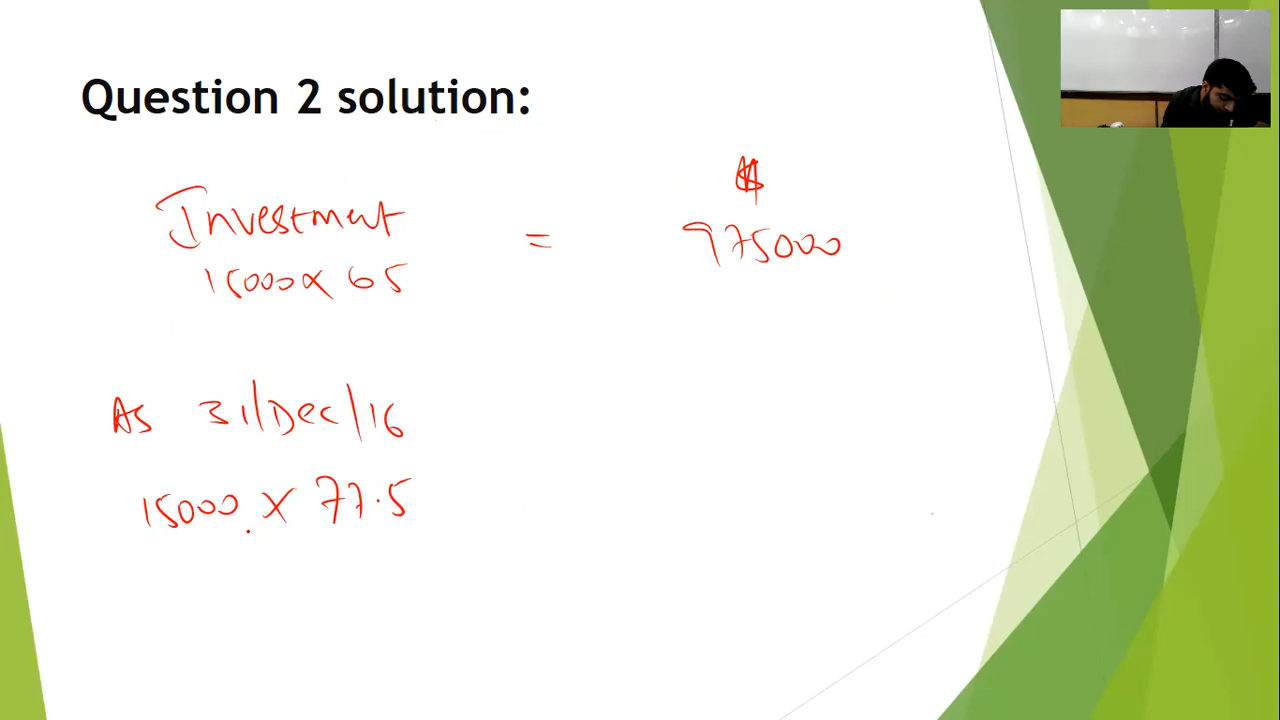 Question 2 solution:
$
Investment = 975000
15000 x 65
As 31/Dec/16
15000 x 77.5